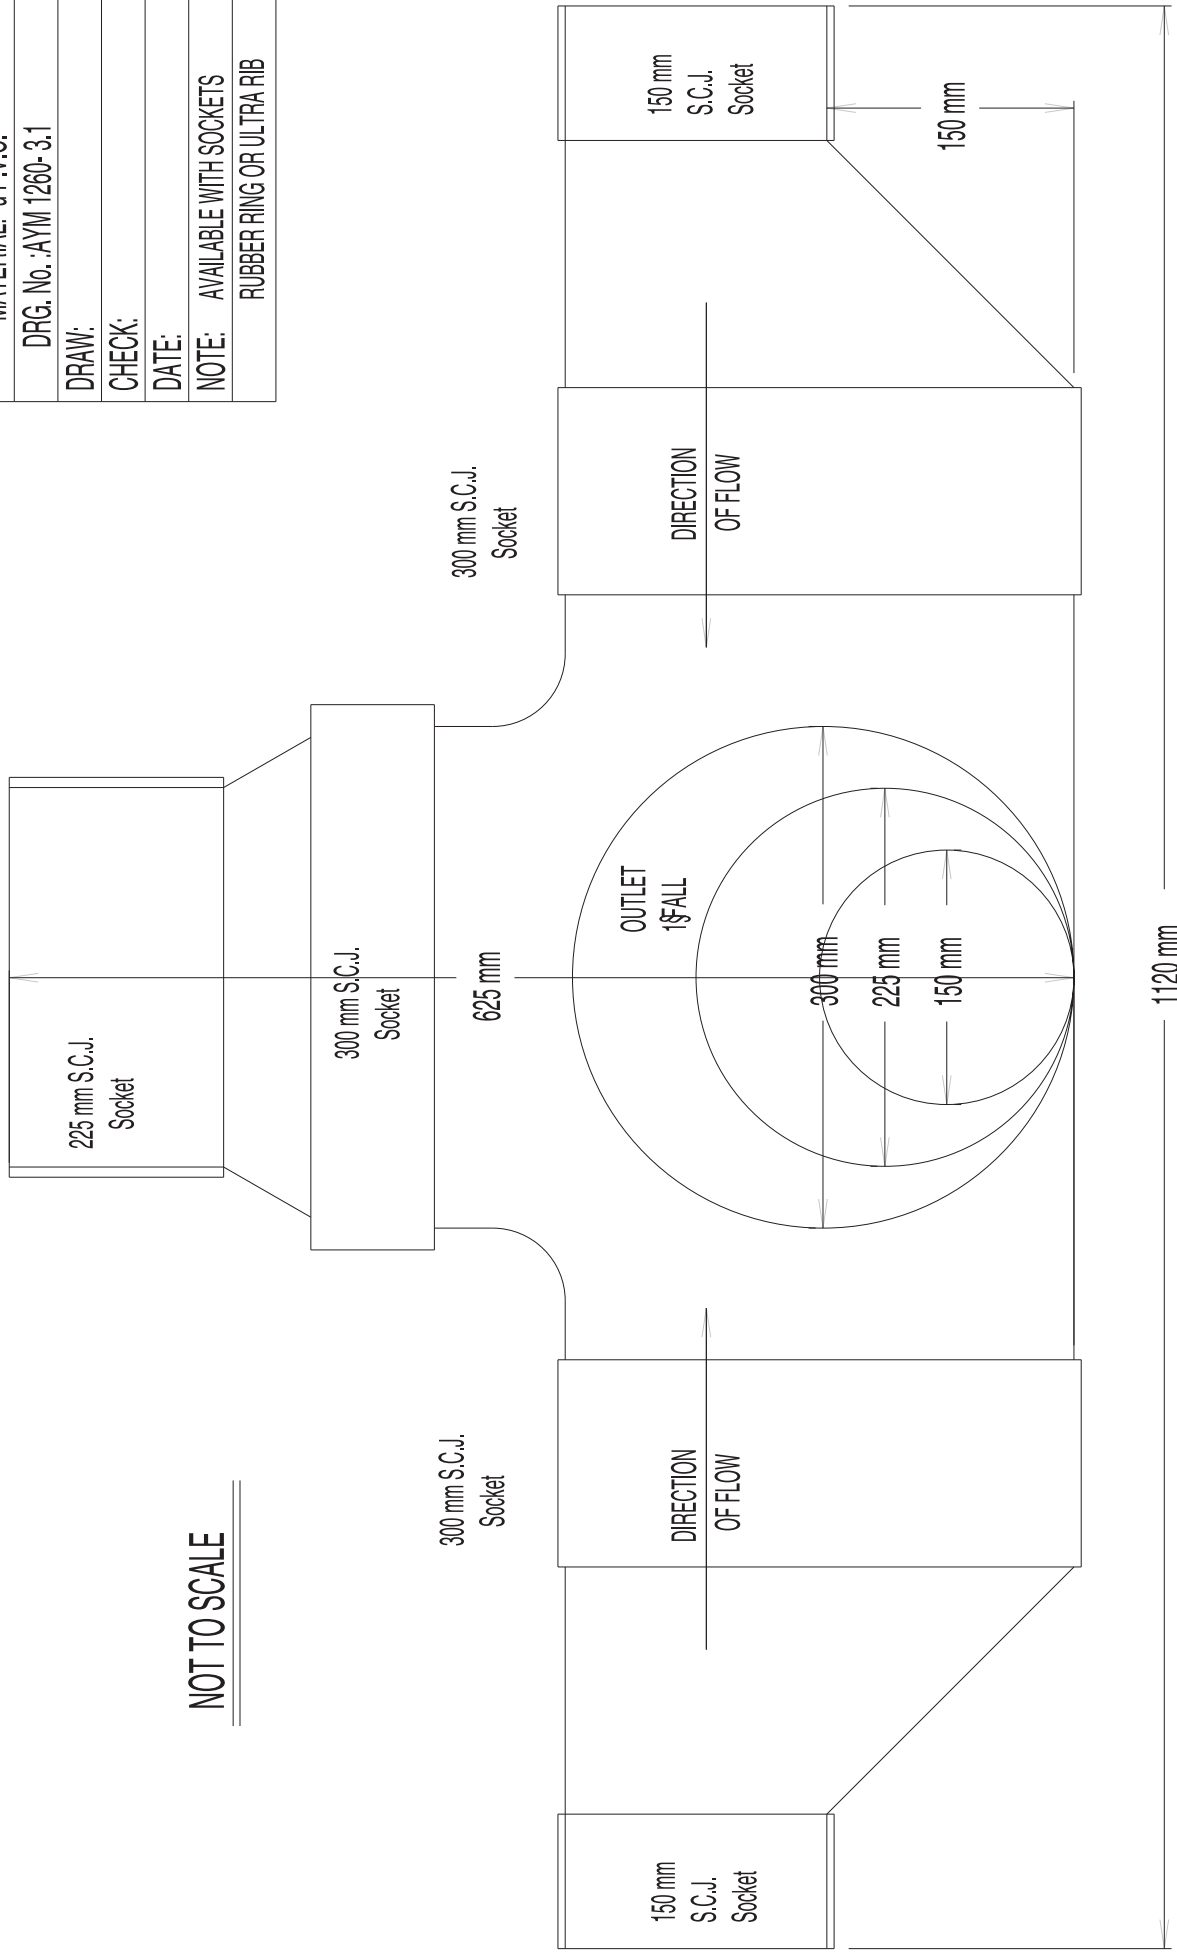 MATERIAL: uP.V.C.
DRG. No. :AYM 1260- 3.1
DRAW:
CHECK:
DATE:
NOTE: AVAILABLE WITH SOCKETS
RUBBER RING OR ULTRA RIB
NOT TO SCALE
225 mm S.C.J.
Socket
300 mm S.C.J.
Socket
625 mm
300 mm S.C.J.
Socket
300 mm S.C.J.
Socket
150 mm
S.C.J.
Socket
DIRECTION
OF FLOW
OUTLET
FALL
300 mm
225 mm
150 mm
DIRECTION
OF FLOW
150 mm
S.C.J.
Socket
150 mm
1120 mm